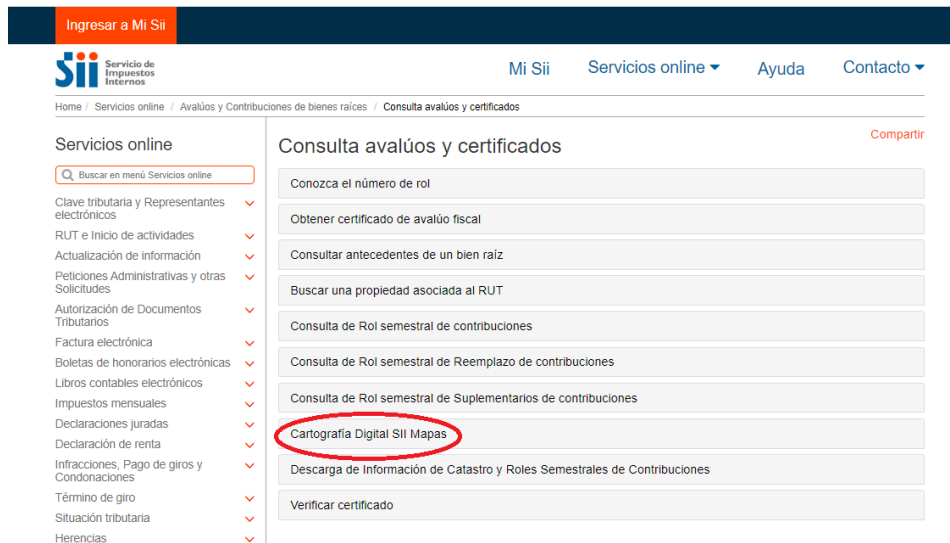 Ingresar a Mi Sii
Sii Servicio de
Impuestos
Internos
Mi Sii Servicios online Ayuda Contacto
Home / Servicios online / Avalúos y Contribuciones de bienes raíces / Consulta avalúos y certificados
Compartir
Servicios online
Buscar en menú Servicios online
Clave tributaria y Representantes
electrónicos
RUT e Inicio de actividades
Actualización de información
Peticiones Administrativas y otras
Solicitudes
Autorización de Documentos
Tributarios
Factura electrónica
Boletas de honorarios electrónicas
Libros contables electrónicos
Impuestos mensuales
Declaraciones juradas
Declaración de renta
Infracciones, Pago de giros y
Condonaciones
Término de giro
Situación tributaria
Herencias
Consulta avalúos y certificados
Conozca el número de rol
Obtener certificado de avalúo fiscal
Consultar antecedentes de un bien raíz
Buscar una propiedad asociada al RUT
Consulta de Rol semestral de contribuciones
Consulta de Rol semestral de Reemplazo de contribuciones
Consulta de Rol semestral de Suplementarios de contribuciones
Cartografía Digital SII Mapas
Descarga de Información de Catastro y Roles Semestrales de Contribuciones
Verificar certificado